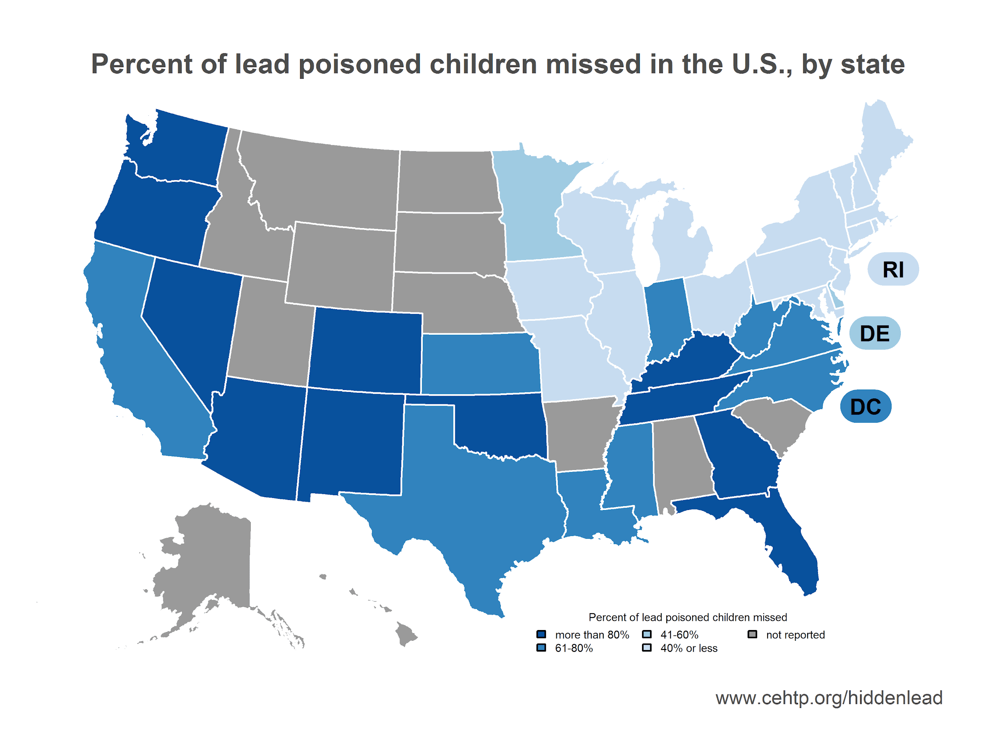 Percent of lead poisoned children missed in the U.S., by state
RI
DE
DC
Percent of lead poisoned children missed
more than 80% 41-60% not reported
61-80% 40% or less
www.cehtp.org/hiddenlead